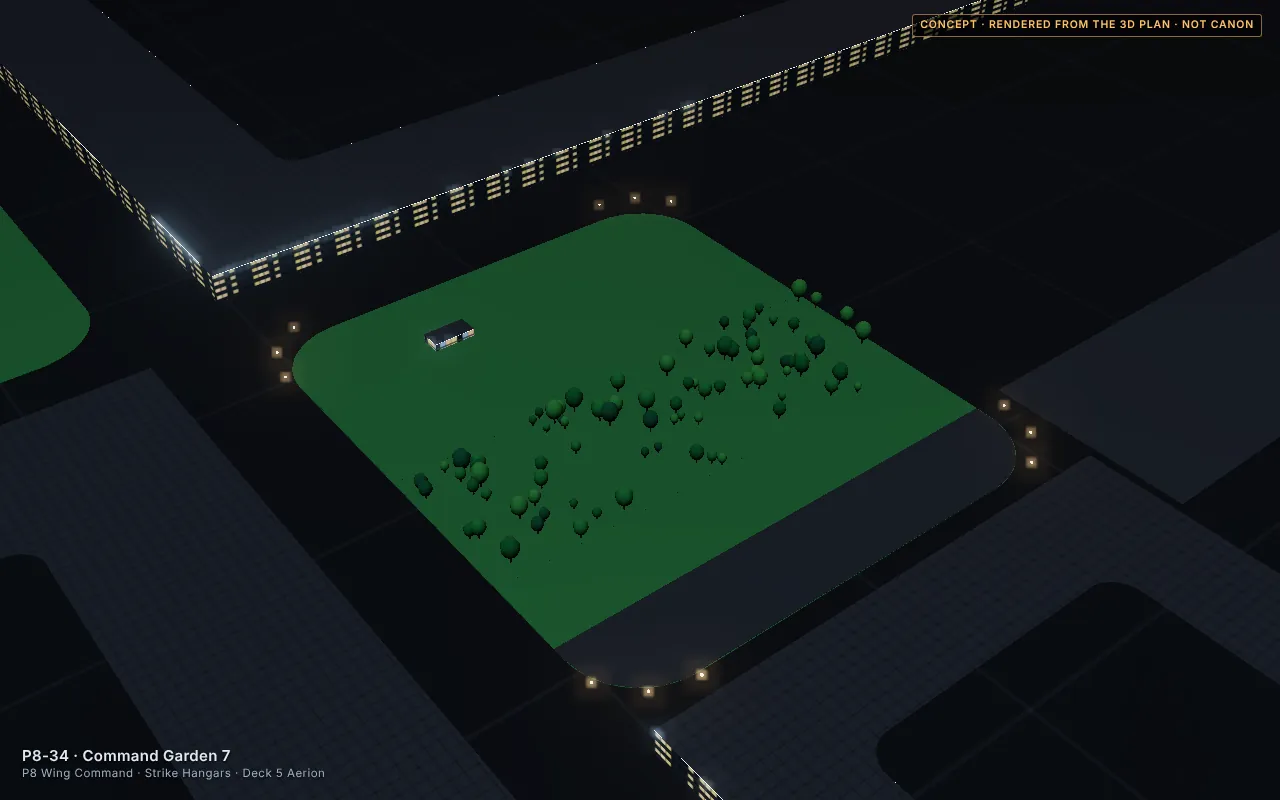 CONCEPT · RENDERED FROM THE 3D PLAN · NOT CANON
P8-34 · Command Garden 7
P8 Wing Command · Strike Hangars · Deck 5 Aerion